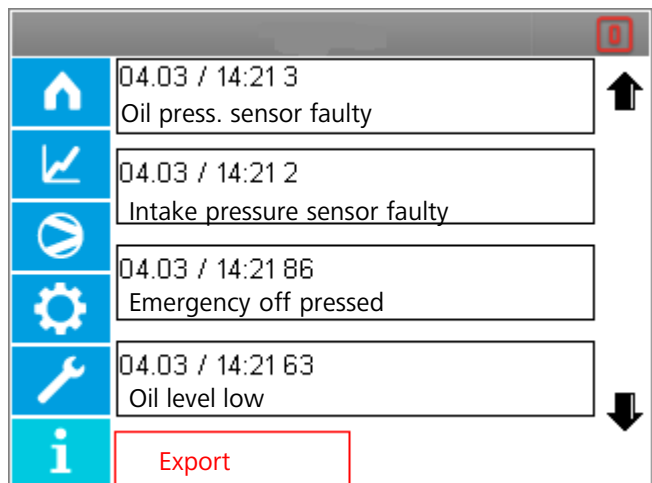 0
04.03 / 14:21 3
Oil press. sensor faulty
04.03 / 14:21 2
Intake pressure sensor faulty
04.03 / 14:21 86
Emergency off pressed
04.03 / 14:21 63
Oil level low
i
Export